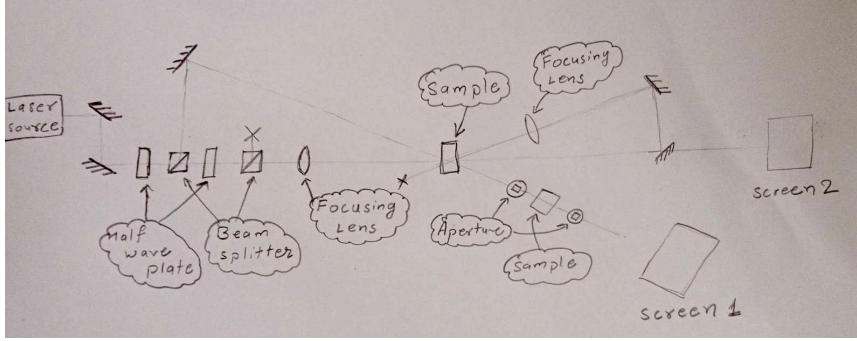 Laser
source
Half
wave
plate
Beam
splitter
Focusing
Lens
Sample
Focusing
Lens
Aperture
Sample
Screen 2
Screen 1